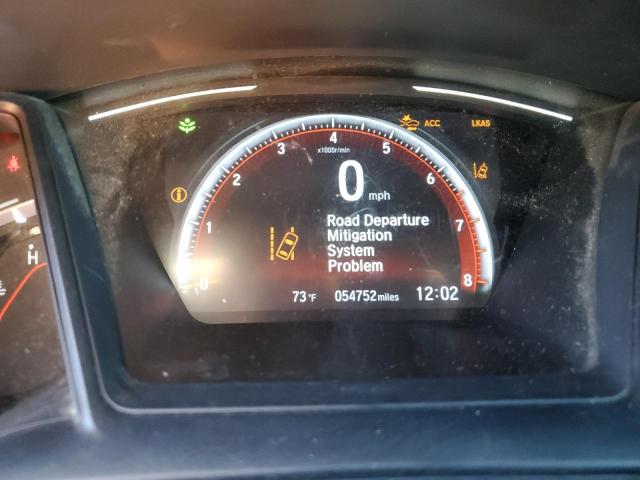 ACC LKAS
3 4 5
x1000r/min
2 6
0 mph
1 7
Road Departure
Mitigation
System
Problem
H
0 8
73°F 054752 miles 12:02